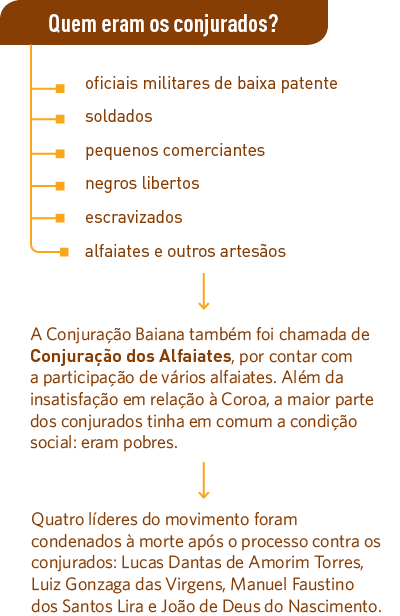 Quem eram os conjurados?
oficiais militares de baixa patente
soldados
pequenos comerciantes
negros libertos
escravizados
alfaiates e outros artesãos
A Conjuração Baiana também foi chamada de
Conjuração dos Alfaiates, por contar com
a participação de vários alfaiates. Além da
insatisfação em relação à Coroa, a maior parte
dos conjurados tinha em comum a condição
social: eram pobres.
Quatro líderes do movimento foram
condenados à morte após o processo contra os
conjurados: Lucas Dantas de Amorim Torres,
Luiz Gonzaga das Virgens, Manuel Faustino
dos Santos Lira e João de Deus do Nascimento.